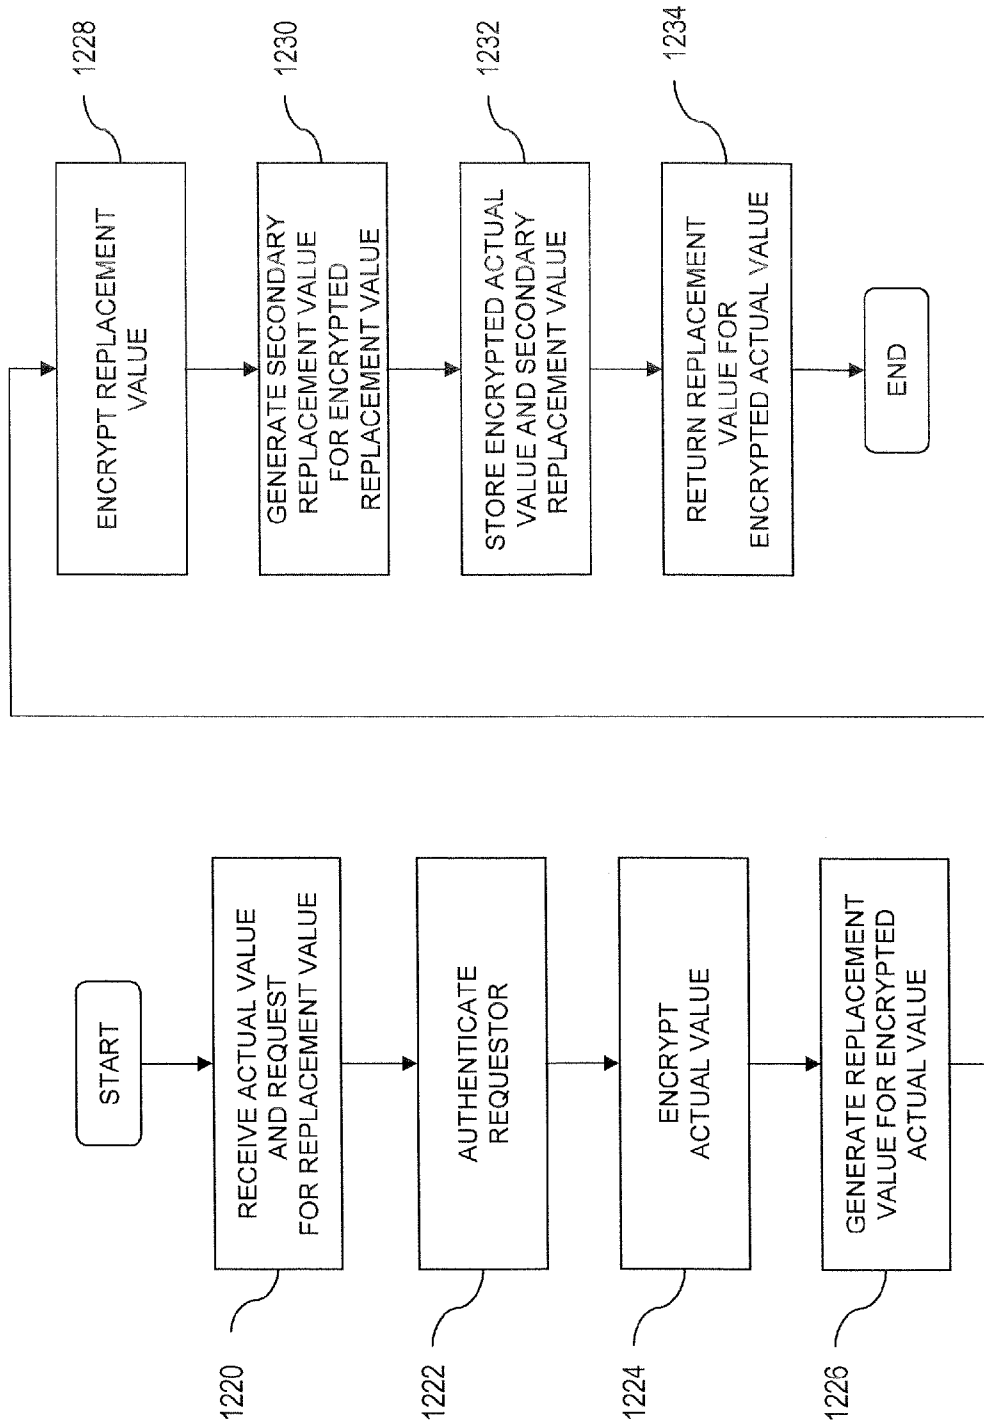 START
RECEIVE ACTUAL VALUE
AND REQUEST
FOR REPLACEMENT VALUE
1220
AUTHENTICATE
REQUESTOR
1222
ENCRYPT
ACTUAL VALUE
1224
GENERATE REPLACEMENT
VALUE FOR ENCRYPTED
ACTUAL VALUE
1226
ENCRYPT REPLACEMENT
VALUE
1228
GENERATE SECONDARY
REPLACEMENT VALUE
FOR ENCRYPTED
REPLACEMENT VALUE
1230
STORE ENCRYPTED ACTUAL
VALUE AND SECONDARY
REPLACEMENT VALUE
1232
RETURN REPLACEMENT
VALUE FOR
ENCRYPTED ACTUAL VALUE
1234
END